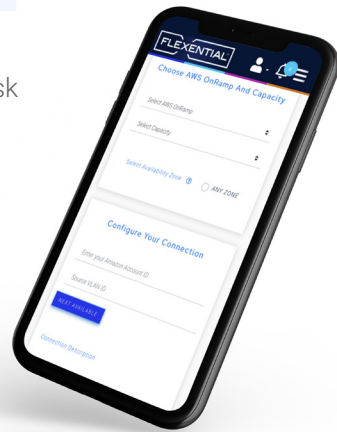 sk
FLEXENTIAL
Choose AWS OnRamp And Capacity
Select AWS OnRamp
Select Capacity
Select Availability Zone
ANY ZONE
Configure Your Connection
Enter your Amazon Account ID
Source VLAN ID
NEXT AVAILABLE
Connection Description